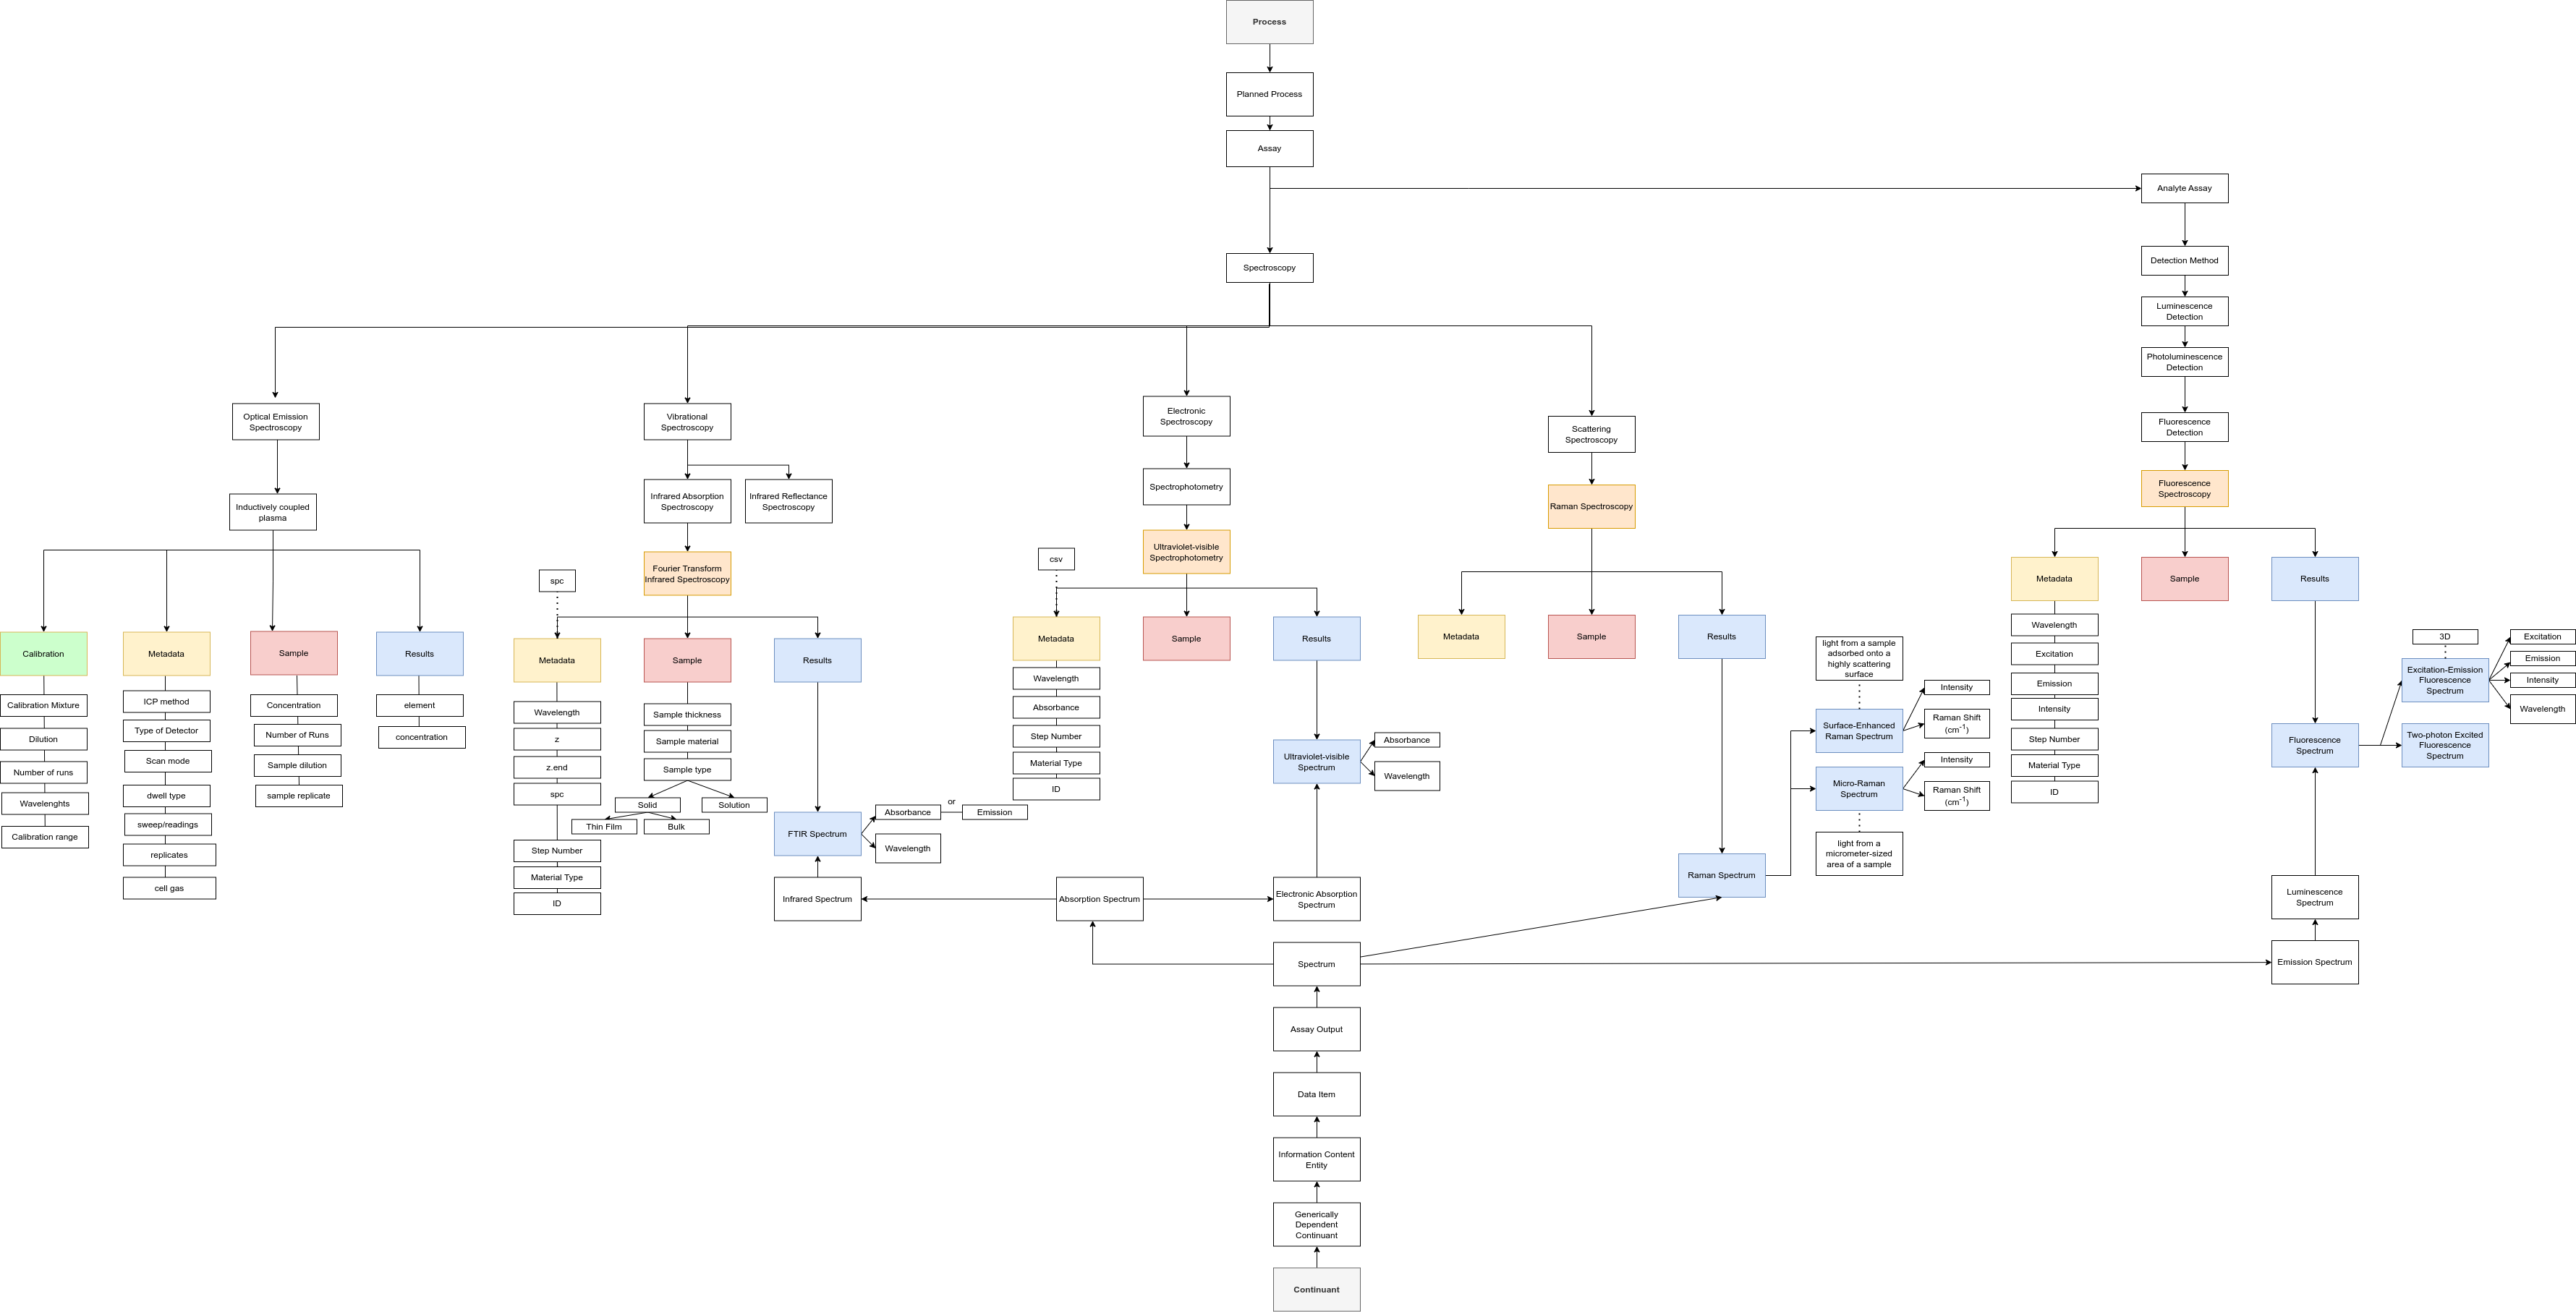 Process
Planned Process
Assay
Analyte Assay
Spectroscopy
Detection Method
Luminescence
Detection
Photoluminescence
Detection
Fluorescence
Detection
Fluorescence
Spectroscopy
Optical Emission
Spectroscopy
Vibrational
Spectroscopy
Electronic
Spectroscopy
Scattering
Spectroscopy
Inductively coupled
plasma
Infrared Absorption
Spectroscopy
Infrared Reflectance
Spectroscopy
Spectrophotometry
Raman Spectroscopy
Fourier Transform
Infrared Spectroscopy
Ultraviolet-visible
Spectrophotometry
Calibration
Calibration Mixture
Dilution
Number of runs
Wavelenghts
Calibration range
Metadata
ICP method
Type of Detector
Scan mode
dwell type
sweep/readings
replicates
cell gas
Sample
Concentration
Number of Runs
Sample dilution
sample replicate
Results
element
concentration
spc
Metadata
Wavelength
z
z.end
spc
Step Number
Material Type
ID
Sample
Sample thickness
Sample material
Sample type
Solid
Solution
Thin Film
Bulk
Results
FTIR Spectrum
Absorbance
or
Emission
Wavelength
Infrared Spectrum
csv
Metadata
Wavelength
Absorbance
Step Number
Material Type
ID
Sample
Results
Ultraviolet-visible
Spectrum
Absorbance
Wavelength
Absorption Spectrum
Electronic Absorption
Spectrum
Metadata
Sample
Results
Raman Spectrum
light from a sample
adsorbed onto a
highly scattering
surface
Surface-Enhanced
Raman Spectrum
Intensity
Raman Shift
(cm-1)
Micro-Raman
Spectrum
Intensity
Raman Shift
(cm-1)
light from a
micrometer-sized
area of a sample
Metadata
Wavelength
Excitation
Emission
Intensity
Step Number
Material Type
ID
Sample
Results
Fluorescence
Spectrum
3D
Excitation-Emission
Fluorescence
Spectrum
Excitation
Emission
Intensity
Wavelength
Two-photon Excited
Fluorescence
Spectrum
Luminescence
Spectrum
Emission Spectrum
Spectrum
Assay Output
Data Item
Information Content
Entity
Generically
Dependent
Continuant
Continuant